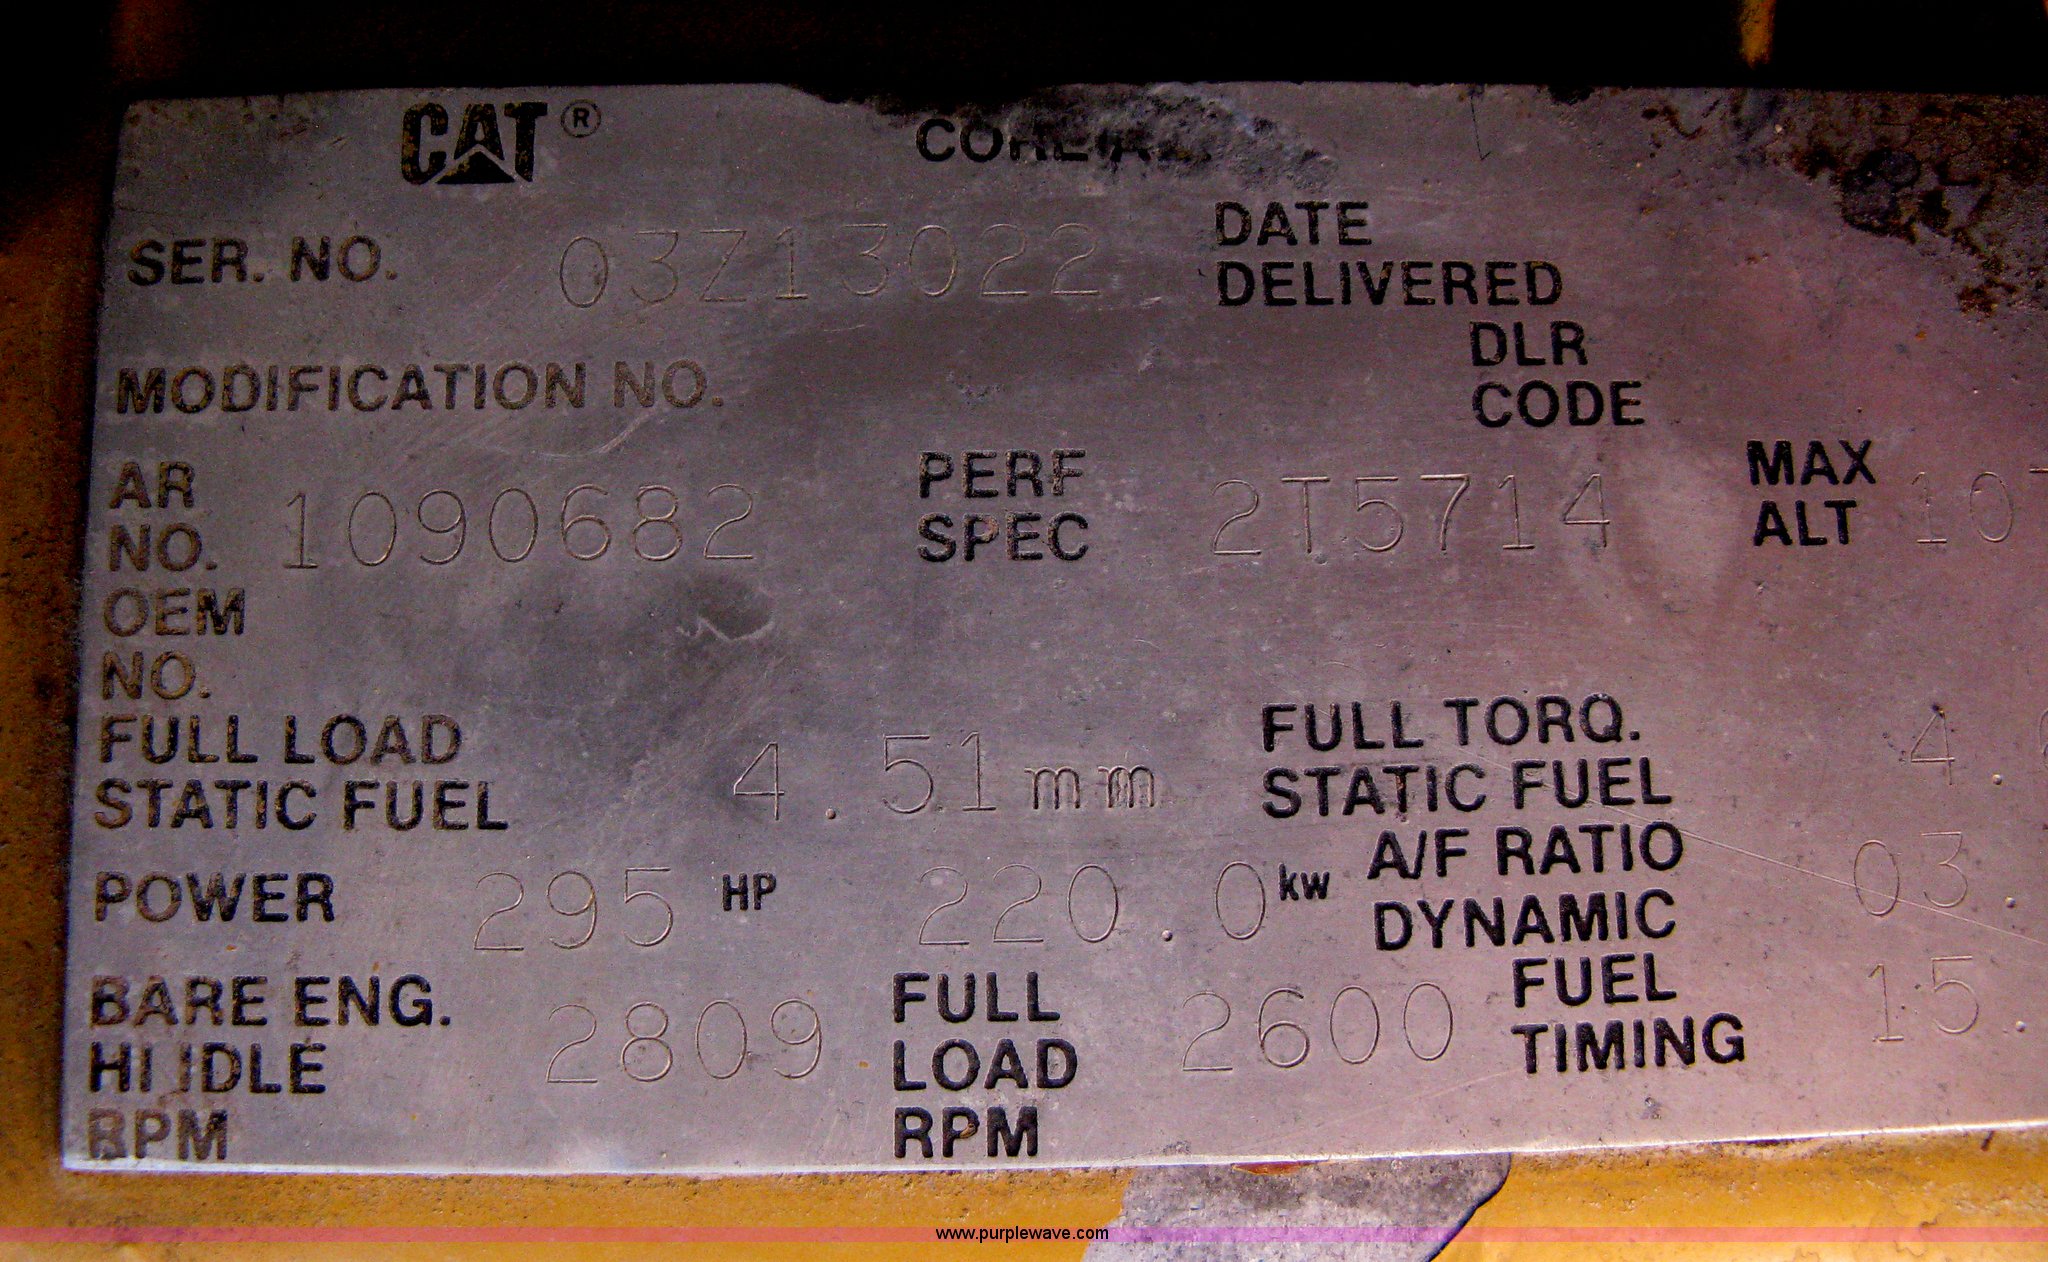 CAT®
SER. NO. 03Z13022
DATE
DELIVERED
DLR
CODE
MODIFICATION NO.
AR
NO. 1090682
PERF
SPEC 2T5714
MAX
ALT
OEM
NO.
FULL LOAD
STATIC FUEL 4.51mm
FULL TORQ.
STATIC FUEL
POWER 295 HP 220.0 kw
A/F RATIO
DYNAMIC
BARE ENG.
HI IDLE
RPM 2809
FULL
LOAD
RPM 2600
FUEL
TIMING
www.purplewave.com